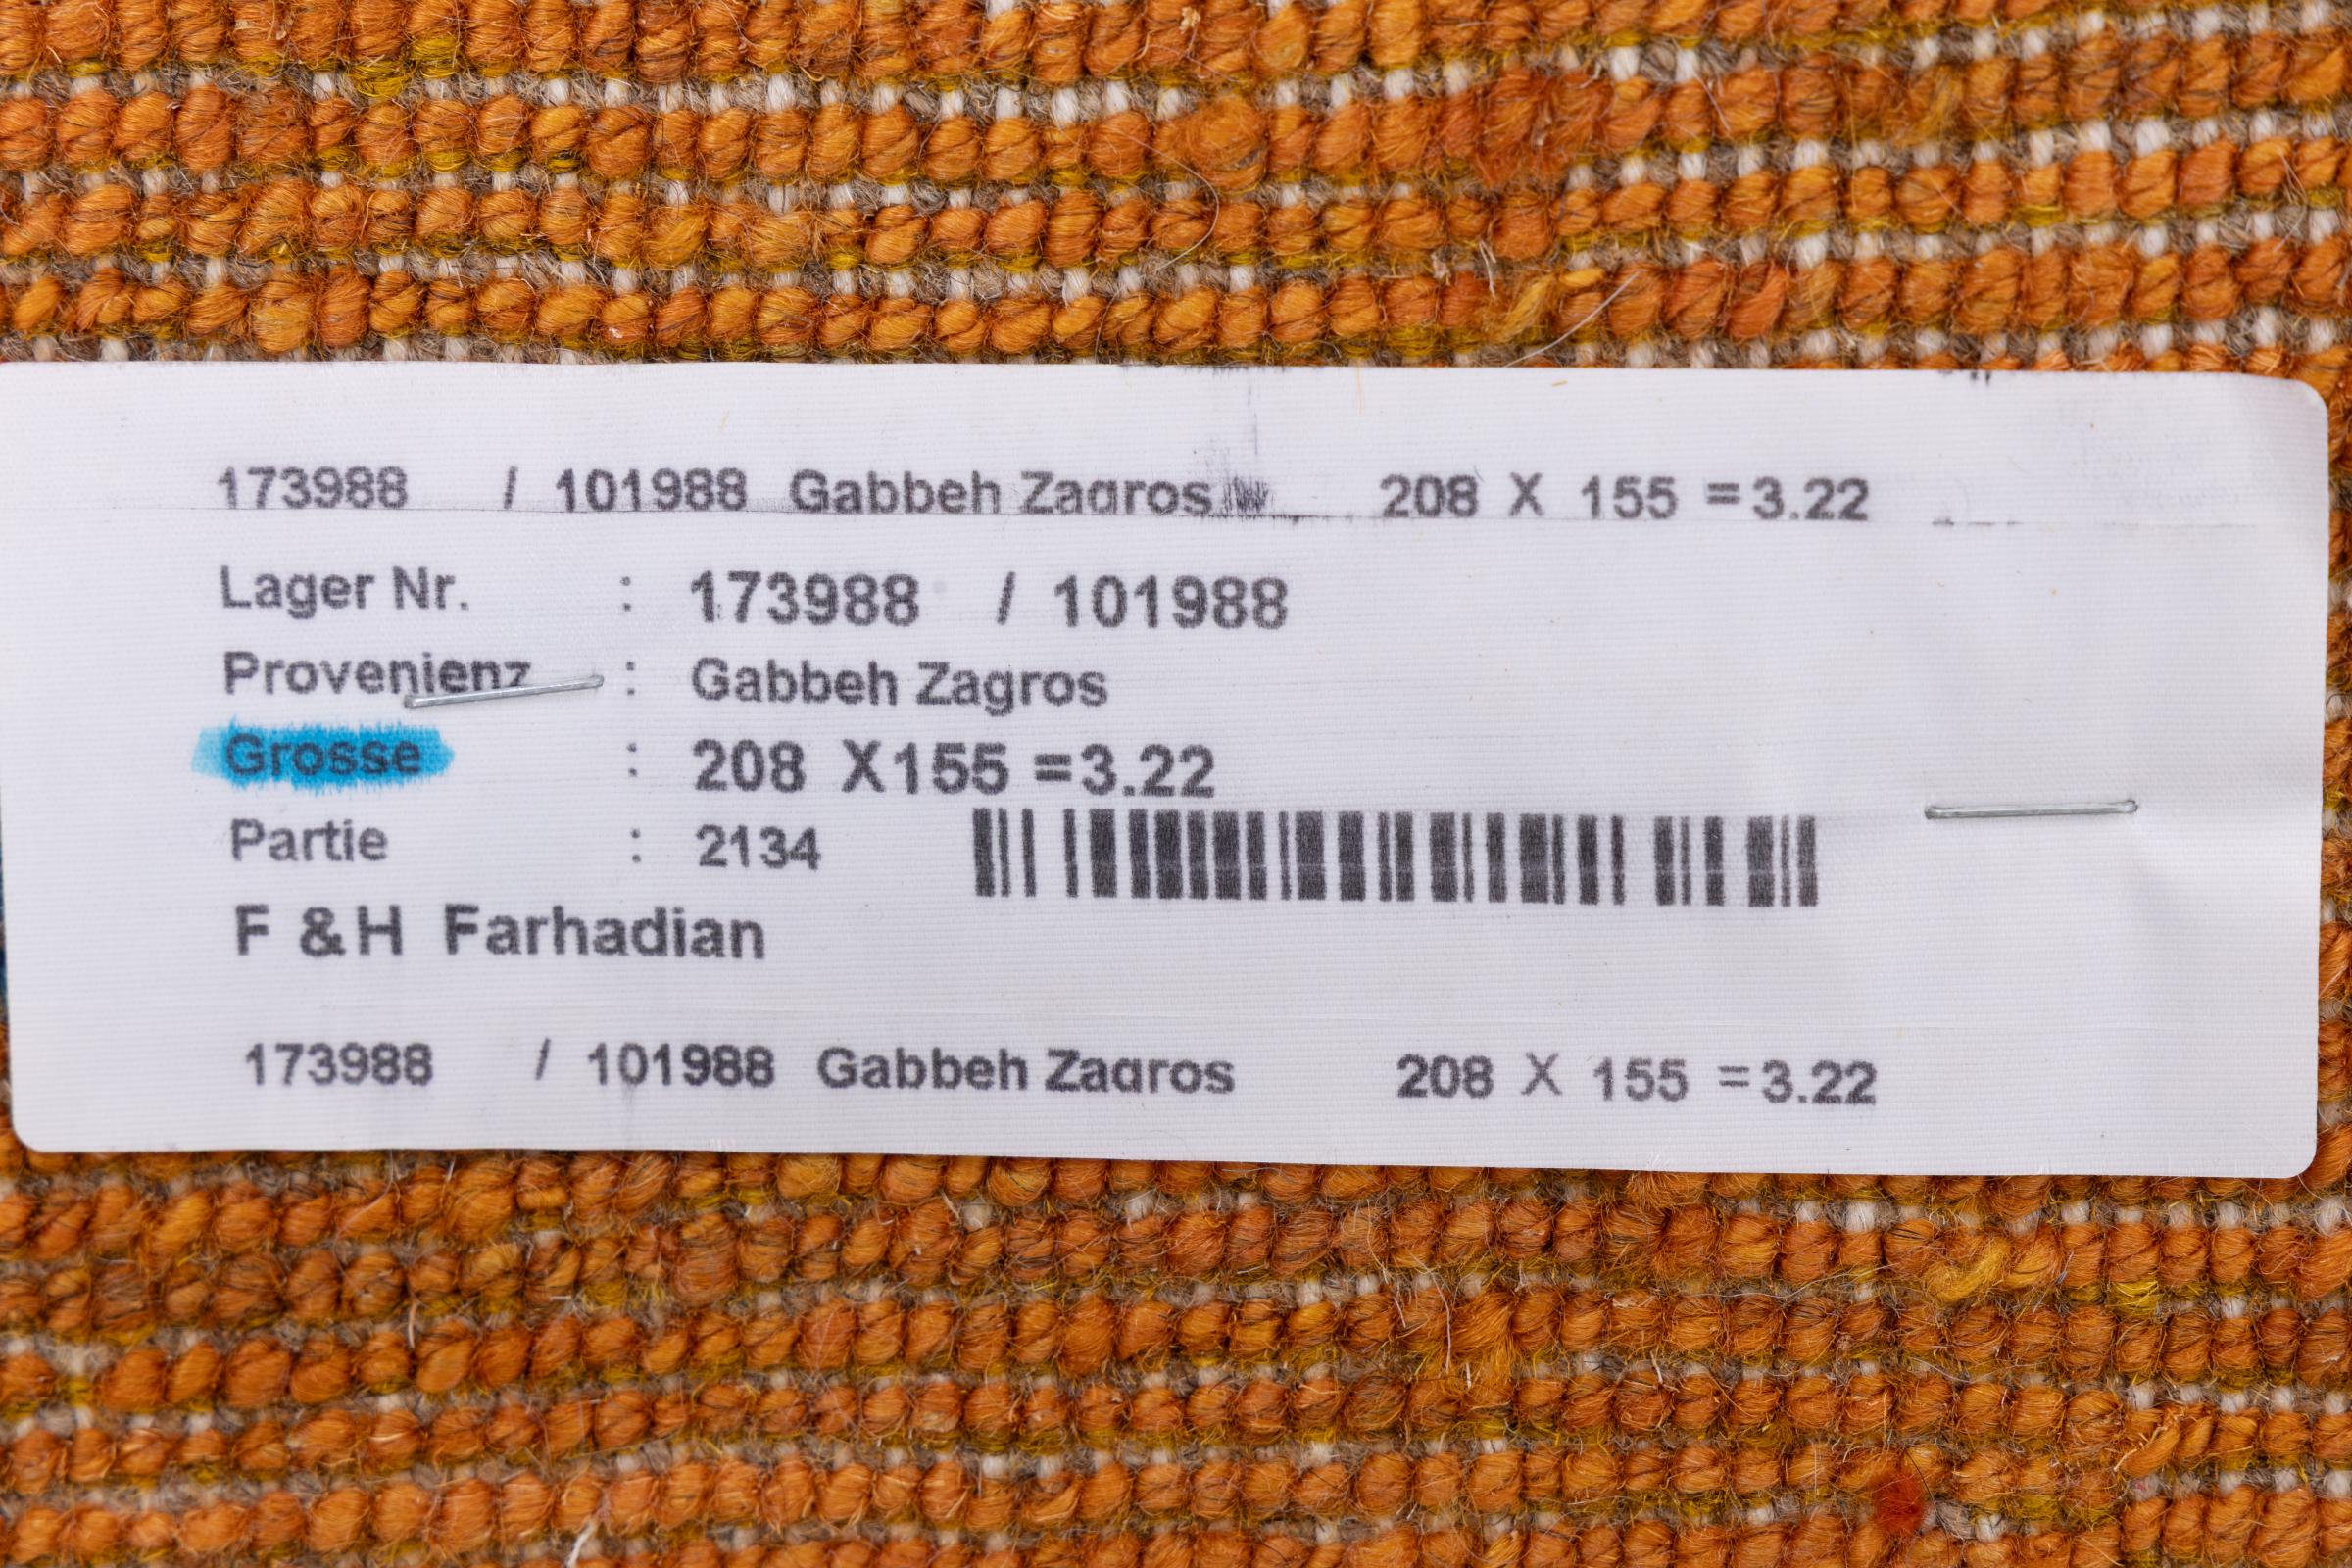 173988 / 101988 Gabbeh Zagros 208 X 155 =3.22
Lager Nr. : 173988 / 101988
Provenienz : Gabbeh Zagros
Grosse : 208 X155 =3.22
Partie : 2134
F &H Farhadian
173988 / 101988 Gabbeh Zagros 208 X 155 =3.22